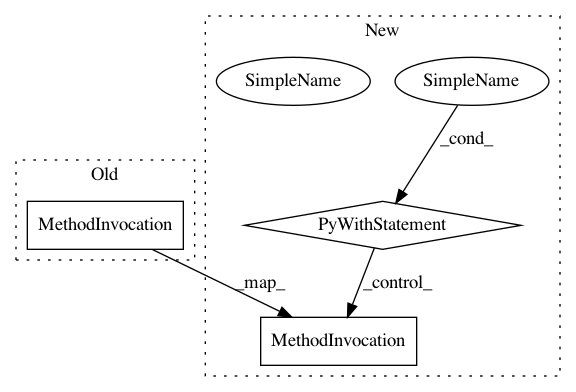 New
SimpleName
SimpleName
_cond_
Old
MethodInvocation
PyWithStatement
_map_
_control_
MethodInvocation